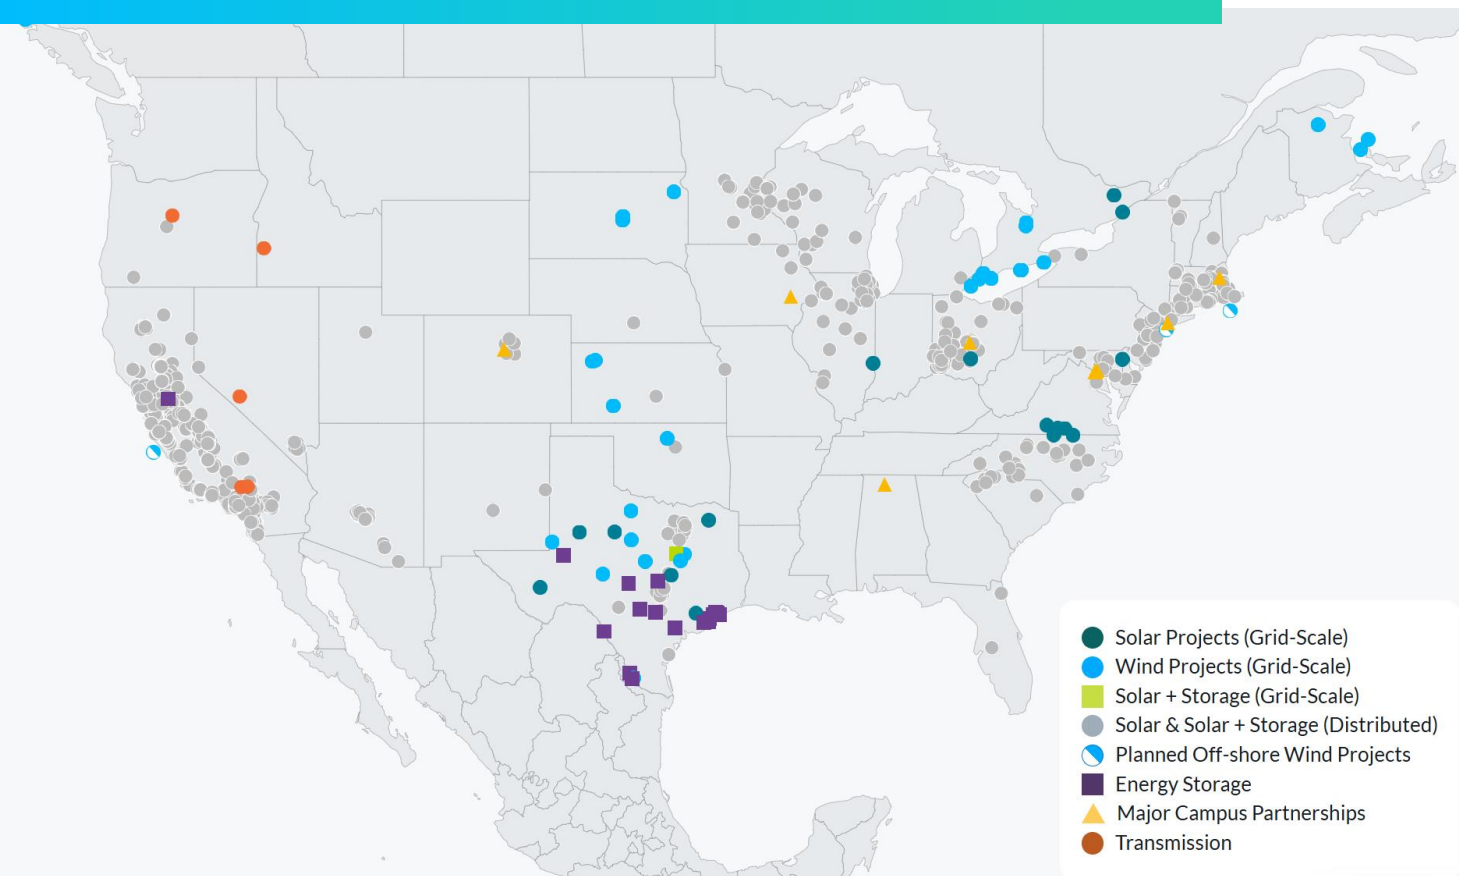 Solar Projects (Grid-Scale)
Wind Projects (Grid-Scale)
Solar + Storage (Grid-Scale)
Solar & Solar + Storage (Distributed)
Planned Off-shore Wind Projects
Energy Storage
Major Campus Partnerships
Transmission